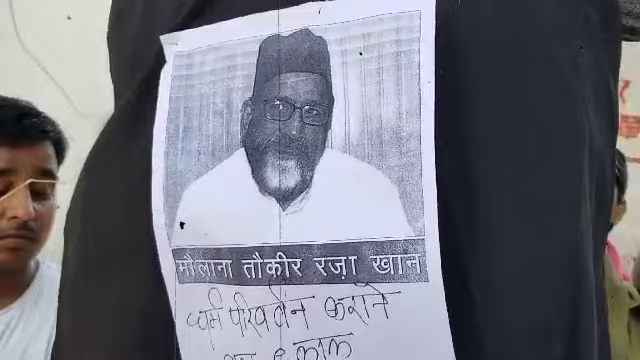 मौलाना तौकीर रज़ा खान
धर्म परिवर्तन कराने